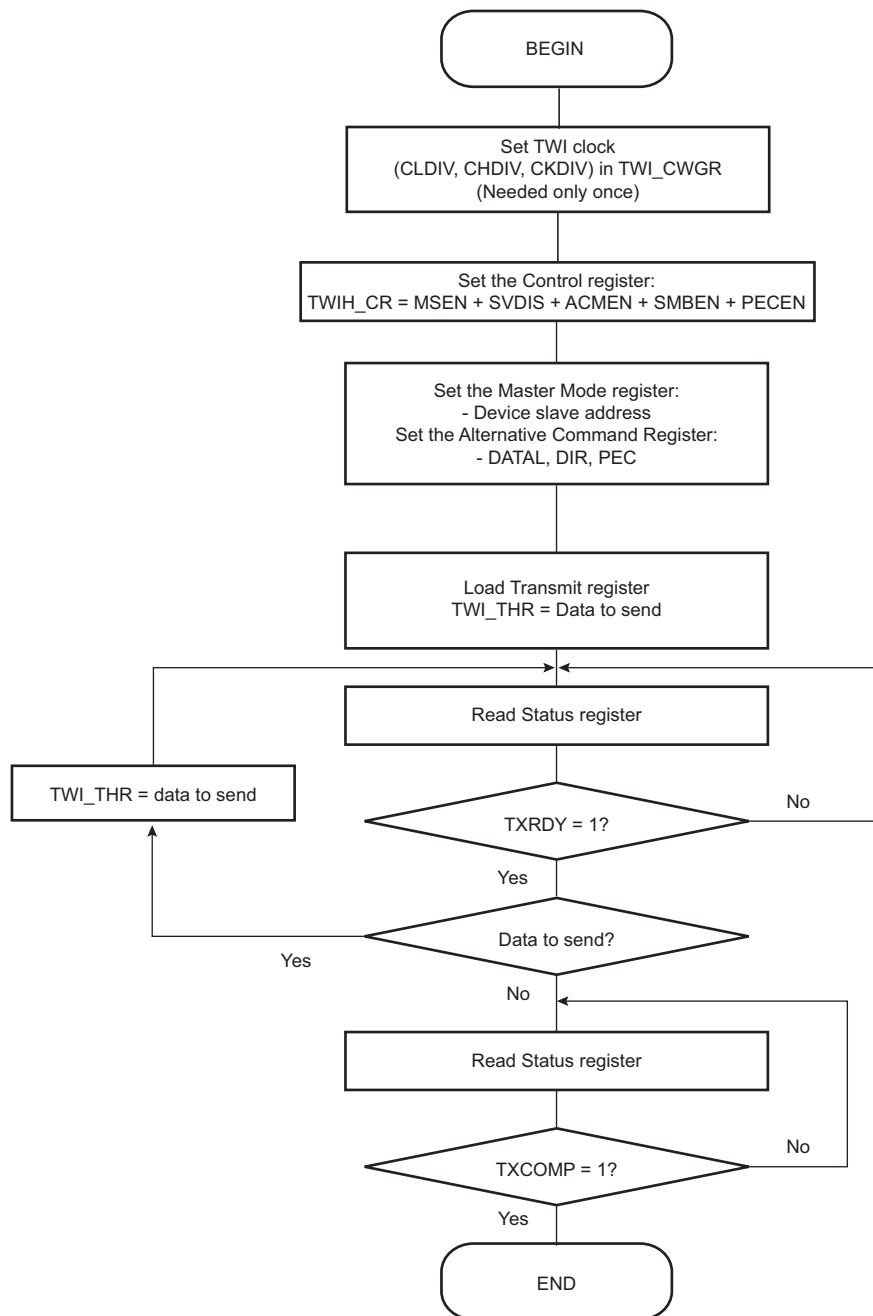 BEGIN
Set TWI clock
(CLDIV, CHDIV, CKDIV) in TWI_CWGR
(Needed only once)
Set the Control register:
TWIH_CR = MSEN + SVDIS + ACMEN + SMBEN + PECEN
Set the Master Mode register:
- Device slave address
Set the Alternative Command Register:
- DATAL, DIR, PEC
Load Transmit register
TWI_THR = Data to send
Read Status register
TWI_THR = data to send
TXRDY = 1?
No
Yes
Data to send?
Yes
No
Read Status register
TXCOMP = 1?
No
Yes
END